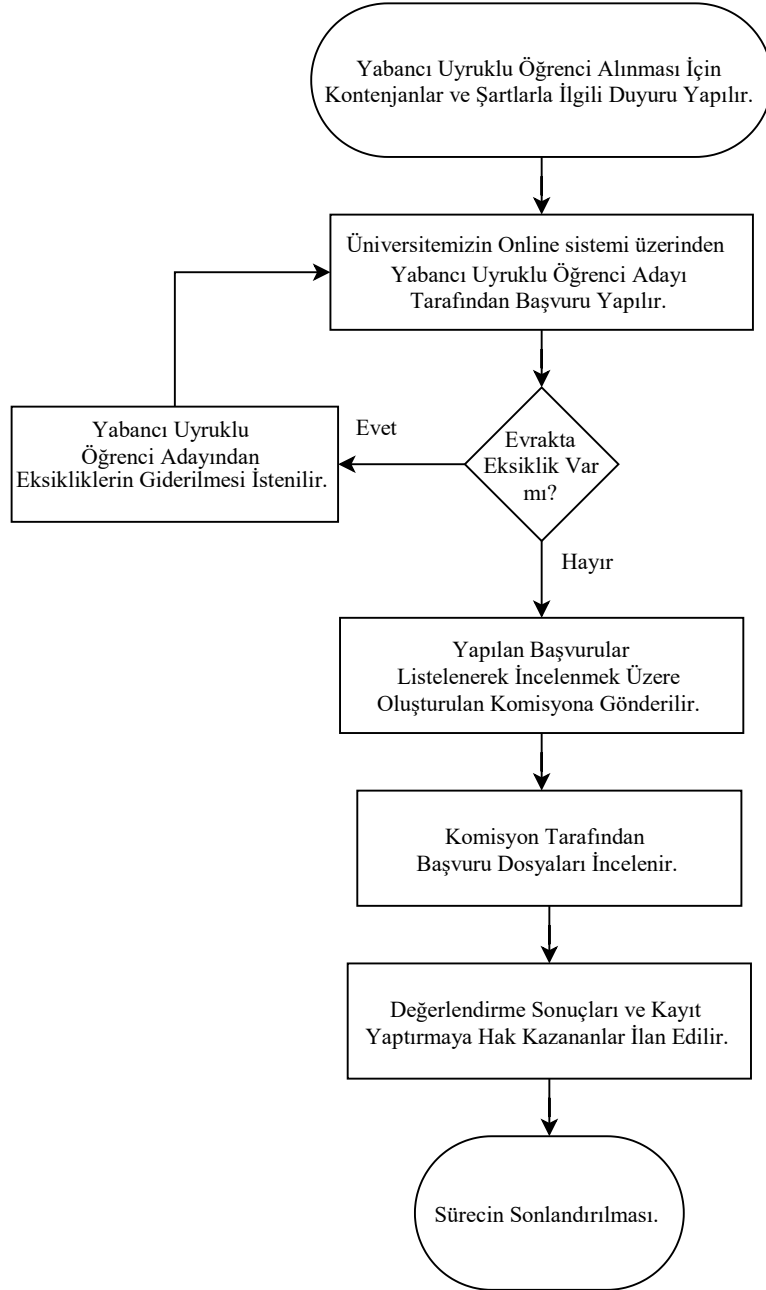 Yabancı Uyruklu Öğrenci Alınması İçin
Kontenjanlar ve Şartlarla İlgili Duyuru Yapılır.
Üniversitemizin Online sistemi üzerinden
Yabancı Uyruklu Öğrenci Adayı
Tarafından Başvuru Yapılır.
Evrakta
Eksiklik Var
mı?
Evet
Yabancı Uyruklu
Öğrenci Adayından
Eksikliklerin Giderilmesi İstenilir.
Hayır
Yapılan Başvurular
Listelenerek İncelenmek Üzere
Oluşturulan Komisyona Gönderilir.
Komisyon Tarafından
Başvuru Dosyaları İncelenir.
Değerlendirme Sonuçları ve Kayıt
Yaptırmaya Hak Kazananlar İlan Edilir.
Sürecin Sonlandırılması.